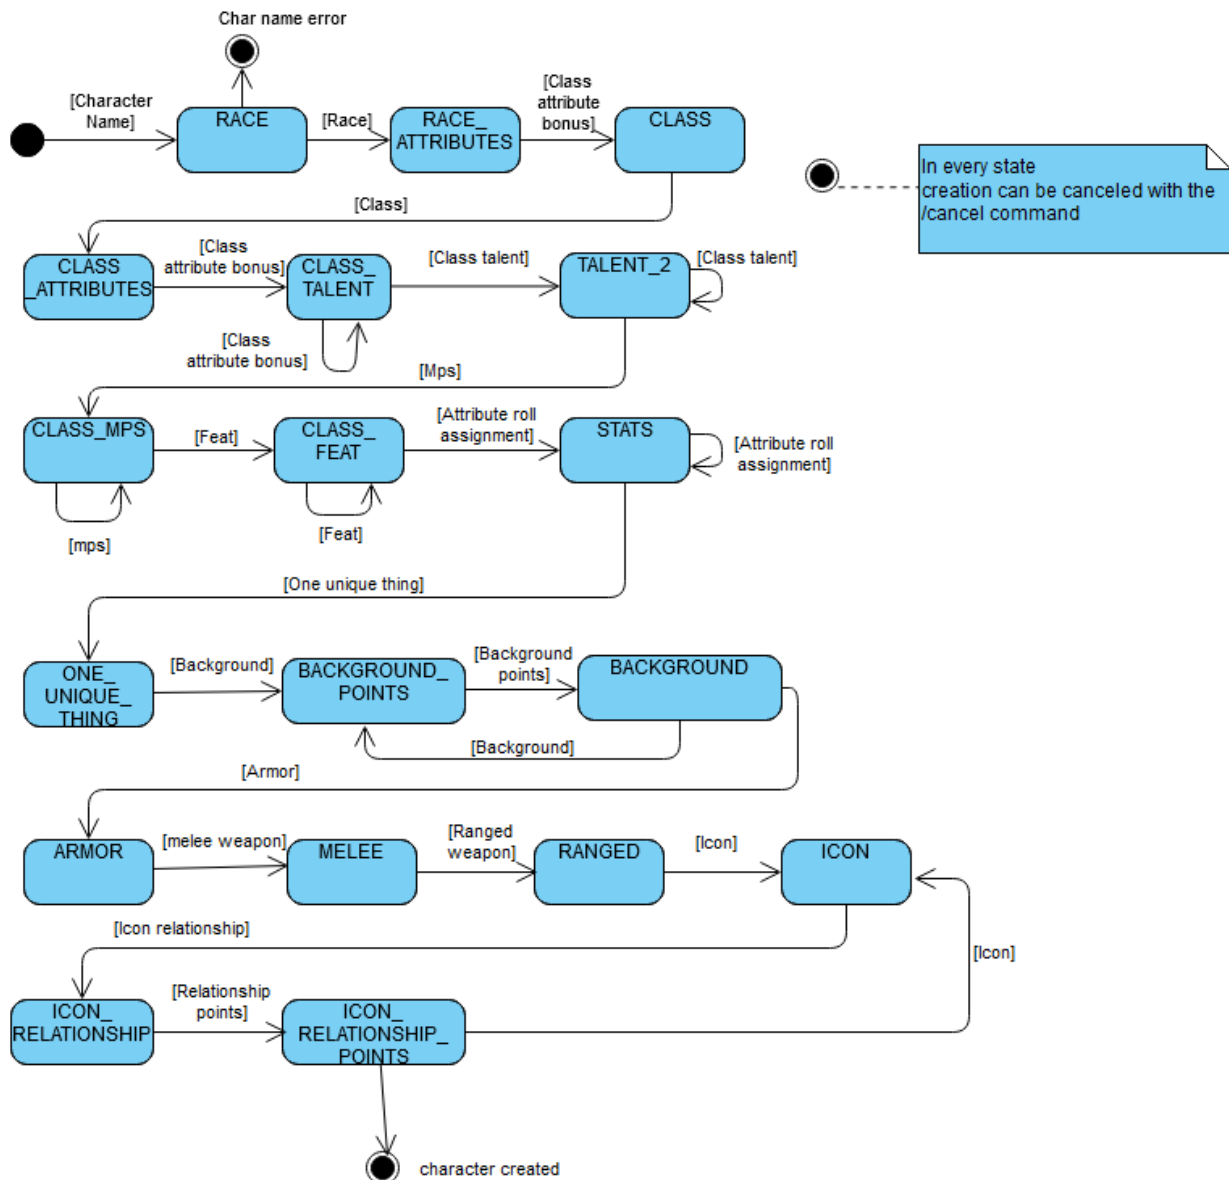 Char name error
[Character
Name]
RACE
[Race]
RACE_
ATTRIBUTES
[Class
attribute
bonus]
CLASS
In every state
creation can be canceled with the
/cancel command
[Class]
CLASS
_ATTRIBUTES
[Class
attribute bonus]
CLASS_
TALENT
[Class talent]
TALENT_2
[Class talent]
[Class
attribute bonus]
[Mps]
CLASS_MPS
[Feat]
CLASS_
FEAT
[Attribute roll
assignment]
STATS
[Attribute roll
assignment]
[mps]
[Feat]
[One unique thing]
ONE_
UNIQUE_
THING
[Background]
BACKGROUND_
POINTS
[Background
points]
BACKGROUND
[Background]
[Armor]
ARMOR
[melee weapon]
MELEE
[Ranged
weapon]
RANGED
[Icon]
ICON
[Icon relationship]
[Icon]
ICON_
RELATIONSHIP
[Relationship
points]
ICON_
RELATIONSHIP_
POINTS
character created